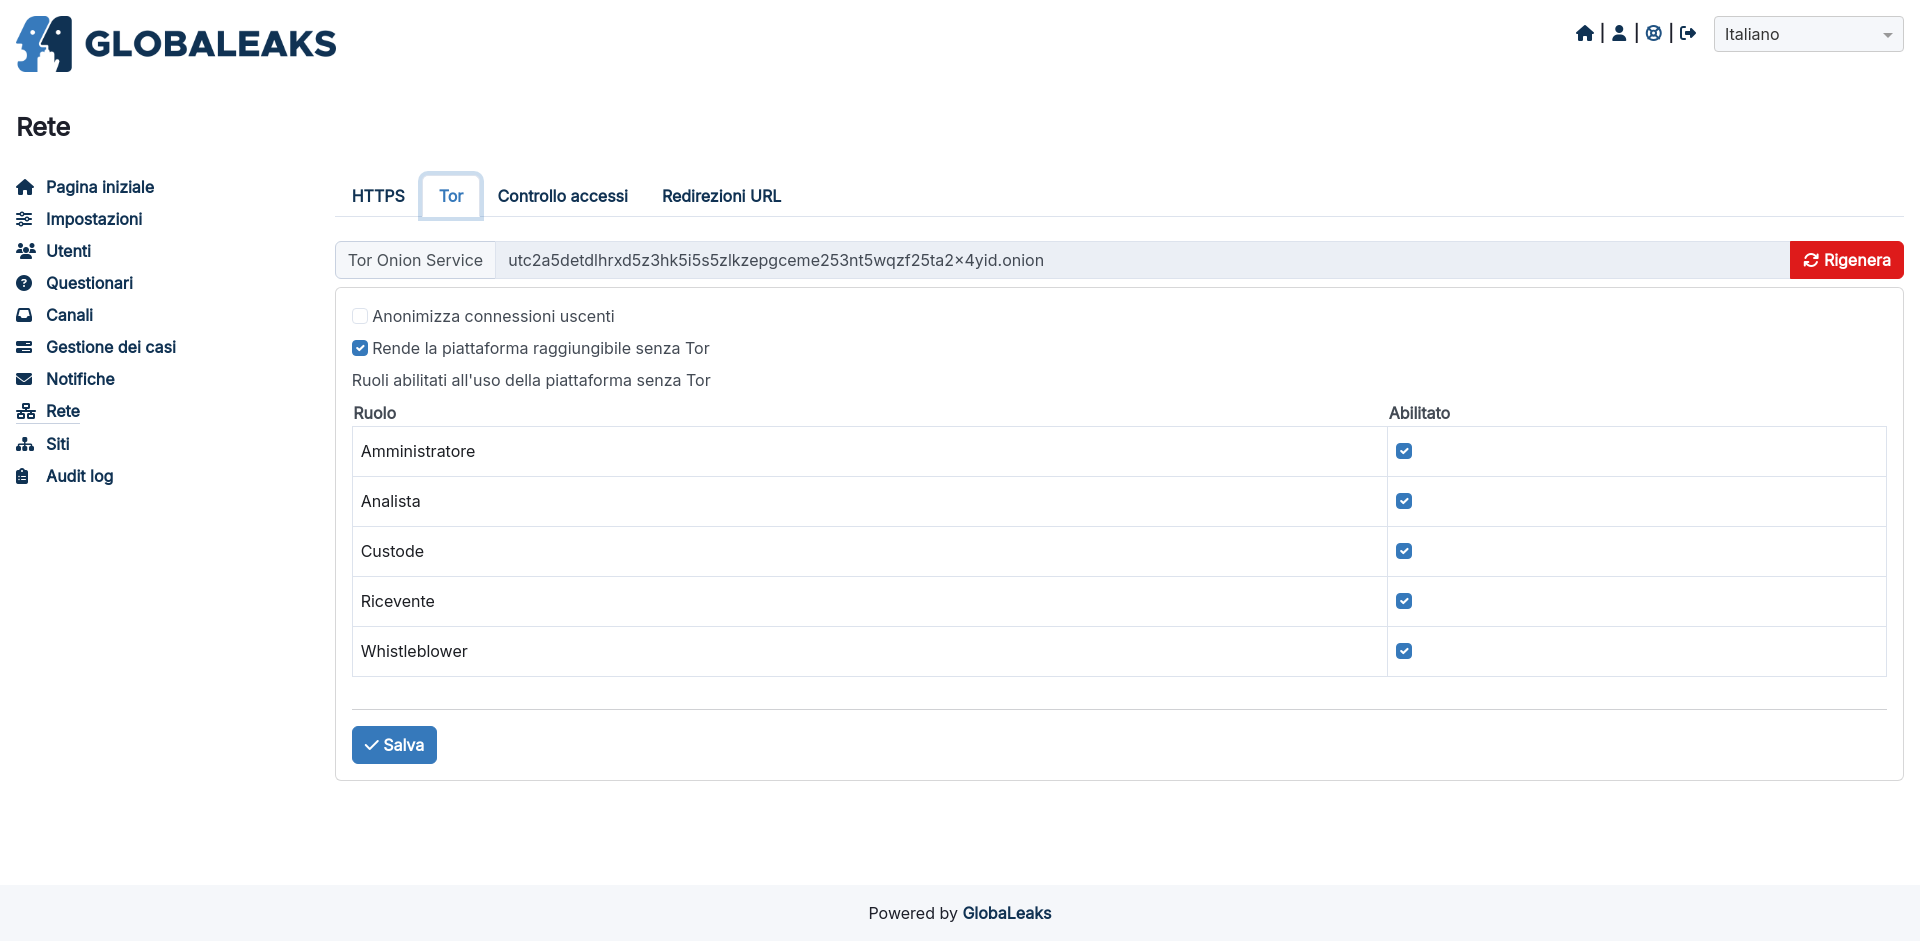 GLOBALEAKS
Italiano
Rete
Pagina iniziale
Impostazioni
Utenti
Questionari
Canali
Gestione dei casi
Notifiche
Rete
Siti
Audit log
HTTPS Tor Controllo accessi Redirezioni URL
Tor Onion Service utc2a5detdlhrxd5z3hk5i5s5zlkzepgceme253nt5wqzf25ta2x4yid.onion Rigenera
Anonimizza connessioni uscenti
Rende la piattaforma raggiungibile senza Tor
Ruoli abilitati all'uso della piattaforma senza Tor
Ruolo Abilitato
Amministratore
Analista
Custode
Ricevente
Whistleblower
Salva
Powered by GlobaLeaks